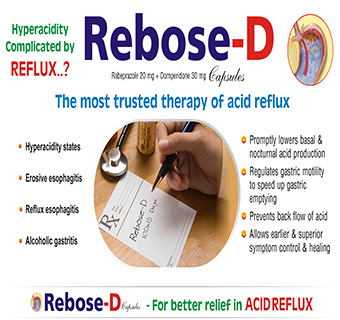 Hyperacidity
Complicated by
REFLUX..?
Rebose-D
Rabeprazole 20 mg + Domperidone 30 mg Capsules
The most trusted therapy of acid reflux
Hyperacidity states
Erosive esophagitis
Reflux esophagitis
Alcoholic gastritis
Rx
Rebose-D
Days
Promptly lowers basal &
nocturnal acid production
Regulates gastric motility
to speed up gastric
emptying
Prevents back flow of acid
Allows earlier & superior
symptom control & healing
Rebose-D Capsules - For better relief in ACID REFLUX